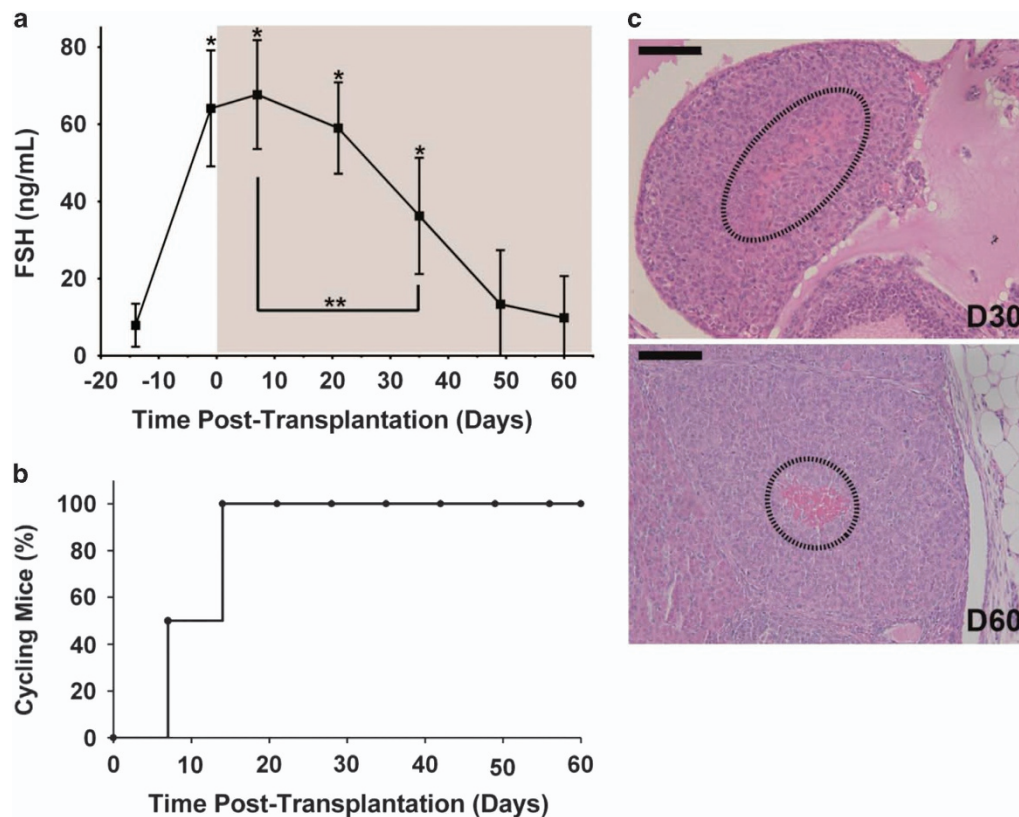 a
80
60
40
20
0
FSH (ng/mL)
*
*
*
*
**
-20 -10 0 10 20 30 40 50 60
Time Post-Transplantation (Days)
b
100
80
60
40
20
0
Cycling Mice (%)
0 10 20 30 40 50 60
Time Post-Transplantation (Days)
c
D30
D60